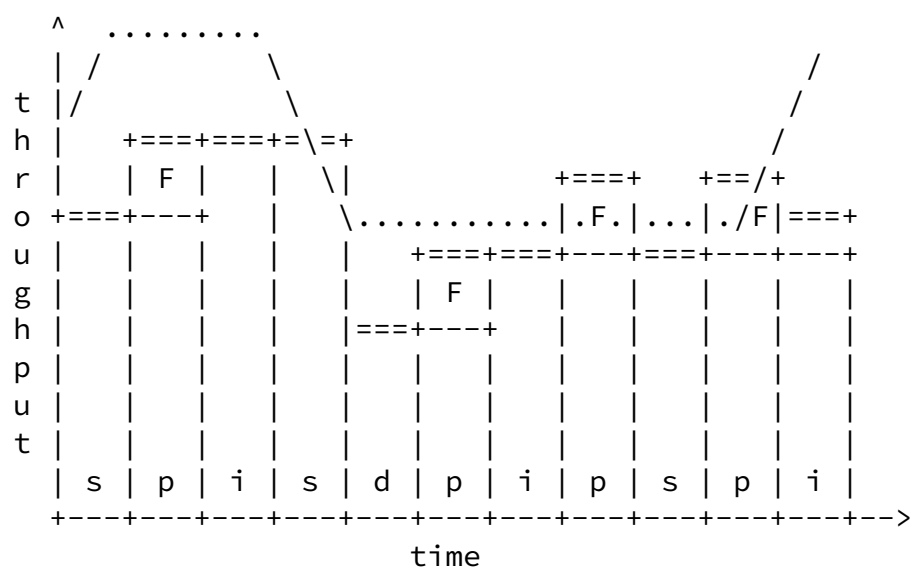 ^  .........
  | /         \                             /
t |/           \                           /
h |   +===+===+=\=+                       /
r |   | F |   |  \|           +===+   +==/+
o +===+---+   |   \...........|.F.|...|./F|===+
u |   |   |   |   |   +===+===+---+===+---+---+
g |   |   |   |   |   | F |   |   |   |   |   |
h |   |   |   |   |===+---+   |   |   |   |   |
p |   |   |   |   |   |   |   |   |   |   |   |
u |   |   |   |   |   |   |   |   |   |   |   |
t |   |   |   |   |   |   |   |   |   |   |   |
  | s | p | i | s | d | p | i | p | s | p | i |
  +---+---+---+---+---+---+---+---+---+---+---+-->
                      time